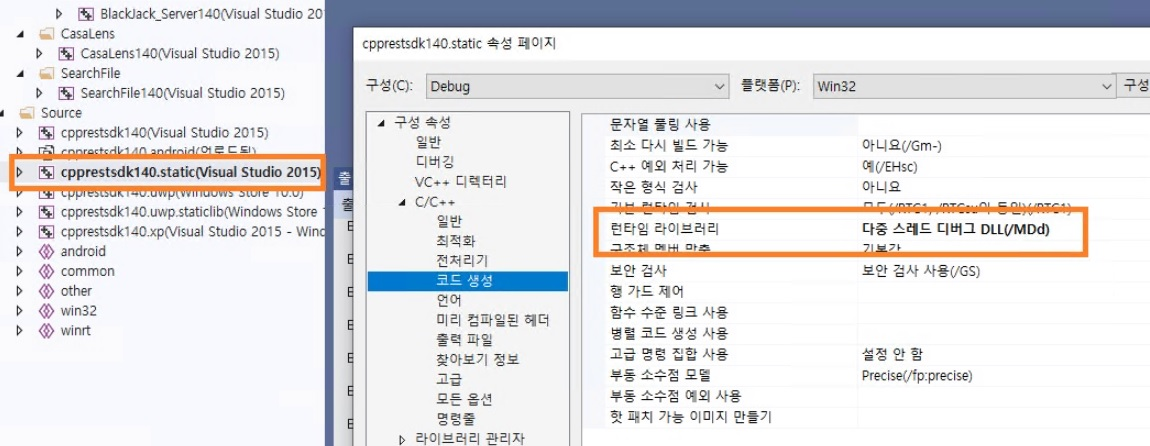 BlackJack_Server140(Visual Studio 20
CasaLens
CasaLens140(Visual Studio 2015)
SearchFile
SearchFile140(Visual Studio 2015)
Source
cpprestsdk140(Visual Studio 2015)
cpprestsdk140.android(언로드됨)
cpprestsdk140.static(Visual Studio 2015)
cpprestsdk140.uwp(Windows Store 10.0)
cpprestsdk140.uwp.staticlib(Windows Store
cpprestsdk140.xp(Visual Studio 2015 - Wind
android
common
other
win32
winrt
출
출
cpprestsdk140.static 속성 페이지
구성(C):
Debug
플랫폼(P):
Win32
구성
구성 속성
일반
디버깅
VC++ 디렉터리
C/C++
일반
최적화
전처리기
코드 생성
언어
미리 컴파일된 헤더
출력 파일
찾아보기 정보
고급
모든 옵션
명령줄
라이브러리 관리자
문자열 풀링 사용
최소 다시 빌드 가능 아니요(/Gm-)
C++ 예외 처리 가능 예(/EHsc)
작은 형식 검사 아니요
기본 런타임 검사 모두(/RTC1, /RTCsu와 동일)(/RTC1)
런타임 라이브러리 다중 스레드 디버그 DLL(/MDd)
구조체 멤버 맞춤 기본값
보안 검사 보안 검사 사용(/GS)
행 가드 제어
함수 수준 링크 사용
병렬 코드 생성 사용
고급 명령 집합 사용 설정 안 함
부동 소수점 모델 Precise(/fp:precise)
부동 소수점 예외 사용
핫 패치 가능 이미지 만들기